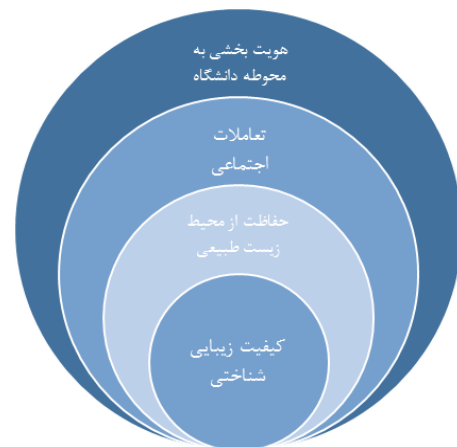 هویت بخشی به
محوطه دانشگاه
تعاملات
اجتماعی
حفاظت از محیط
زیست طبیعی
کیفیت زیبایی
شناختی